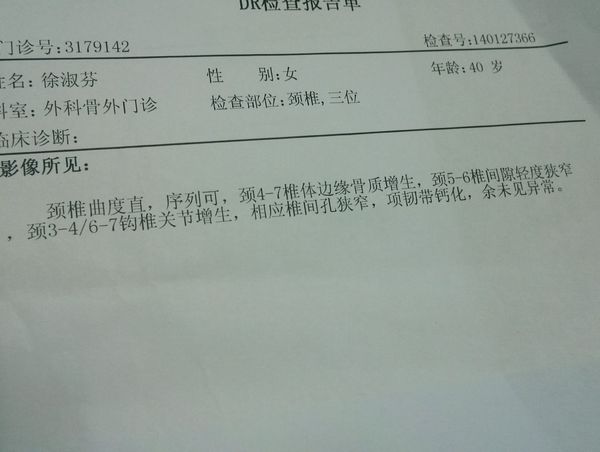 DR检查报告单
门诊号:3179142 检查号:140127366
姓名: 徐淑芬 性 别:女 年龄:40 岁
科室: 外科骨外门诊 检查部位:颈椎,三位
临床诊断:
影像所见:
颈椎曲度直，序列可，颈4-7椎体边缘骨质增生，颈5-6椎间隙轻度狭窄
，颈3-4/6-7钩椎关节增生，相应椎间孔狭窄，项韧带钙化，余未见异常。